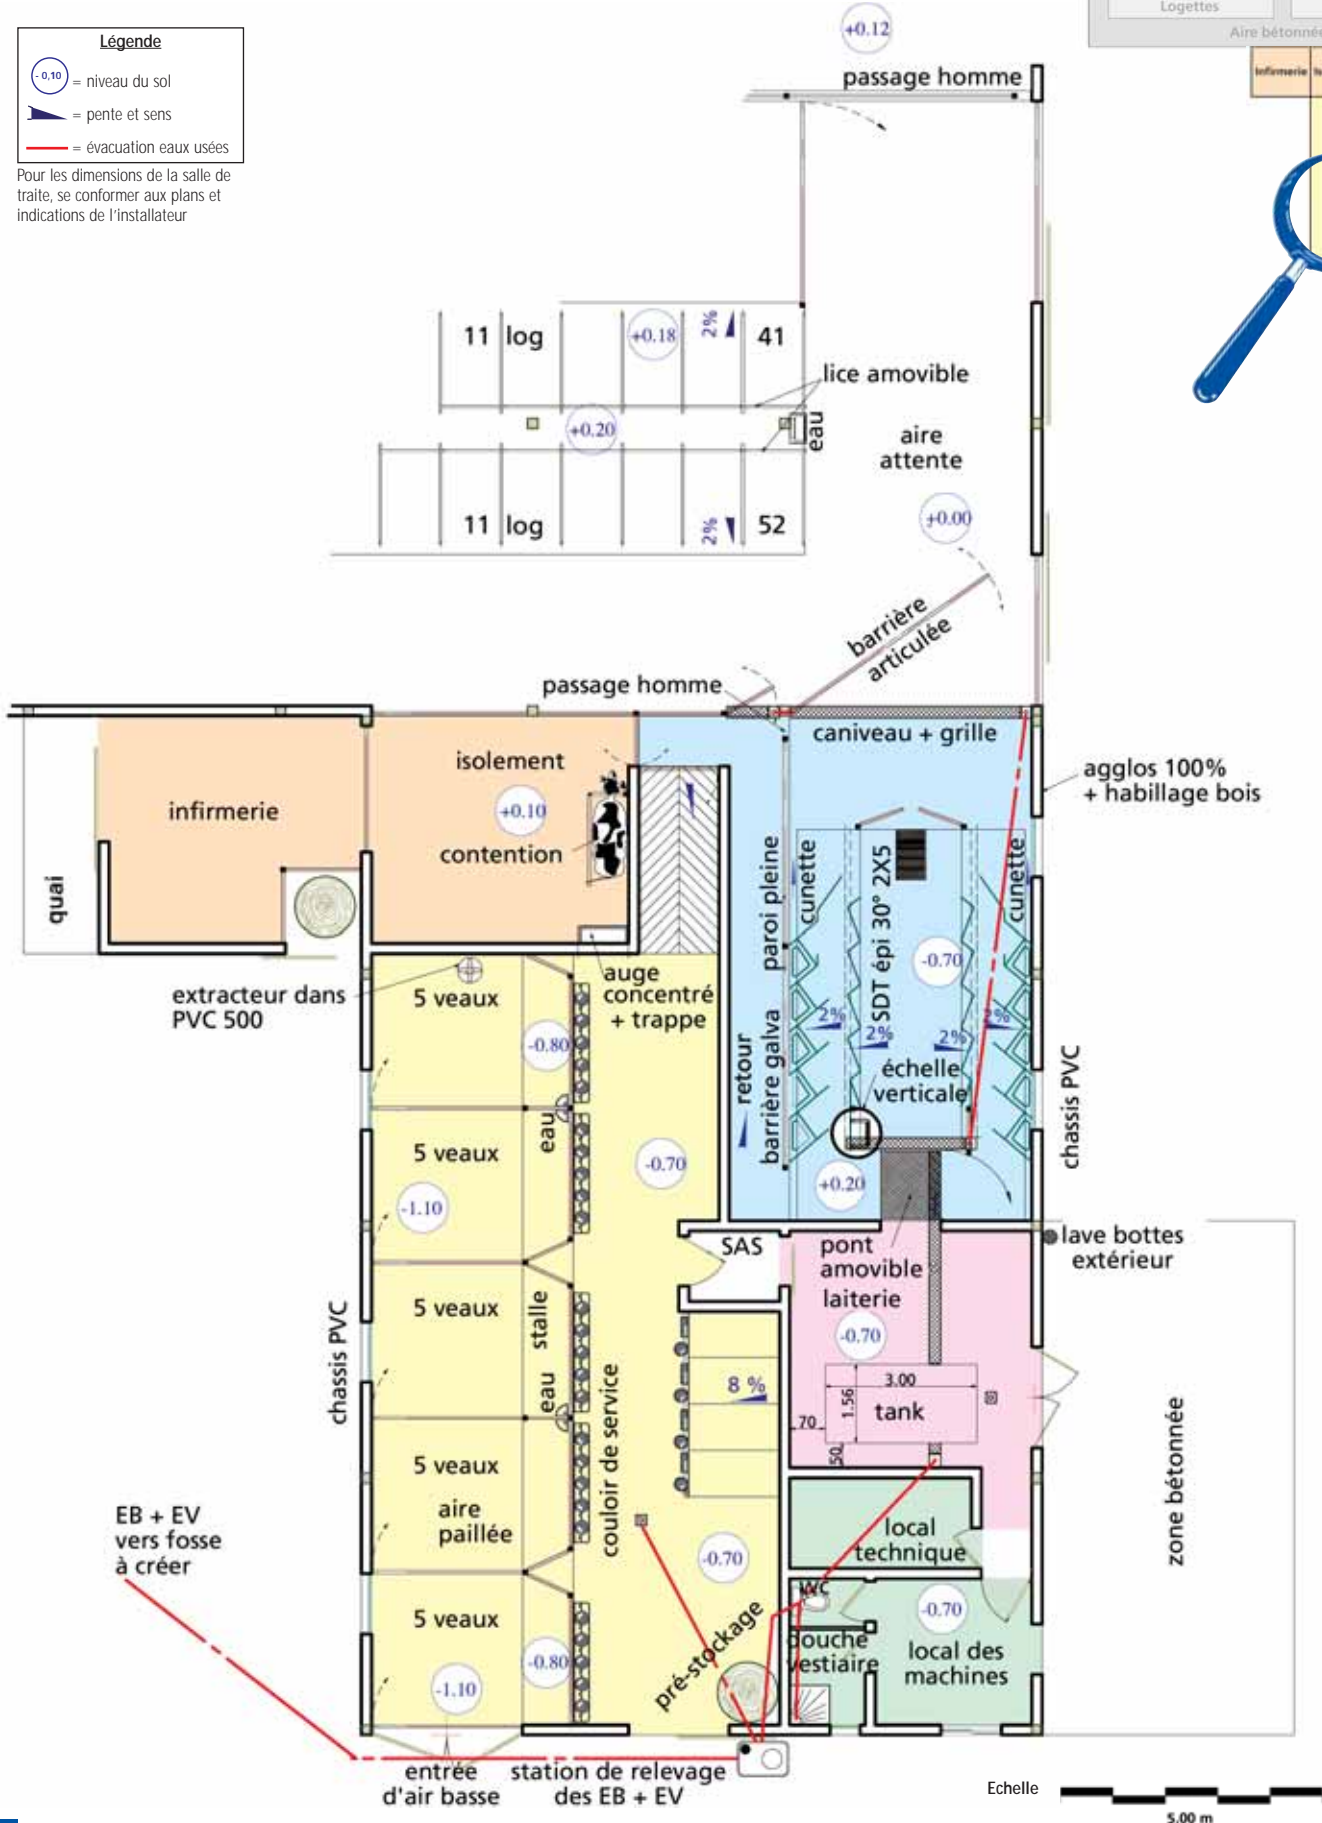 Légende
- 0,10 = niveau du sol
= pente et sens
= évacuation eaux usées
Pour les dimensions de la salle de
traite, se conformer aux plans et
indications de l'installateur
+0.12
passage homme
Logettes
Aire bétonnée
Infirmerie
11 log
+0.18
2%
41
lice amovible
+0.20
eau
aire
attente
11 log
2%
52
+0.00
barrière
articulée
passage homme
caniveau + grille
isolement
infirmerie
+0.10
contention
agglos 100%
+ habillage bois
quai
paroi pleine
cunette
SDT épi 30° 2X5
cunette
-0.70
extracteur dans
PVC 500
5 veaux
auge
concentré
+ trappe
-0.80
2%
2%
2%
2%
retour
barrière galva
échelle
verticale
chassis PVC
5 veaux
eau
-0.70
-1.10
+0.20
SAS
pont
amovible
laiterie
lave bottes
extérieur
5 veaux
stalle
-0.70
chassis PVC
eau
8 %
3.00
1.56
tank
70
50
couloir de service
zone bétonnée
5 veaux
aire
paillée
EB + EV
vers fosse
à créer
local
technique
-0.70
wc
-0.70
5 veaux
pré-stockage
douche
vestiaire
local des
machines
-0.80
-1.10
entrée
d'air basse
station de relevage
des EB + EV
Echelle
5.00 m